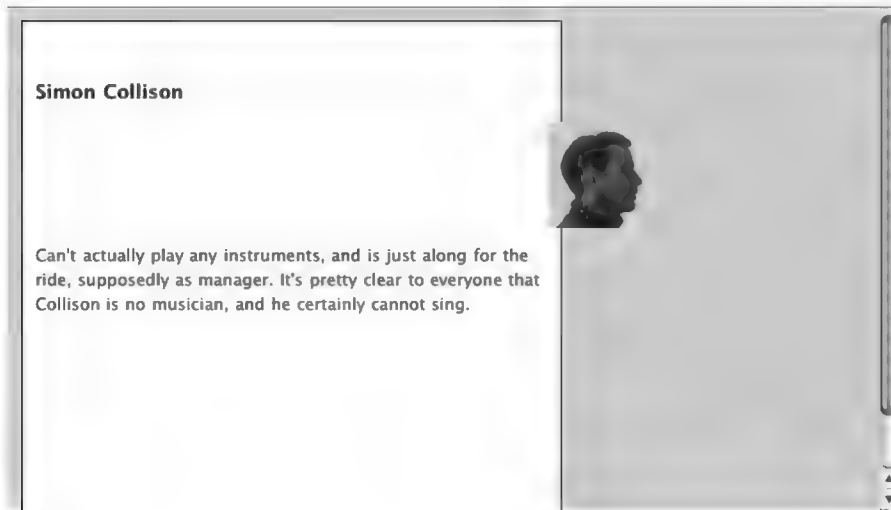 Simon Collison
Can't actually play any instruments, and is just along for the
ride, supposedly as manager. It's pretty clear to everyone that
Collison is no musician, and he certainly cannot sing.